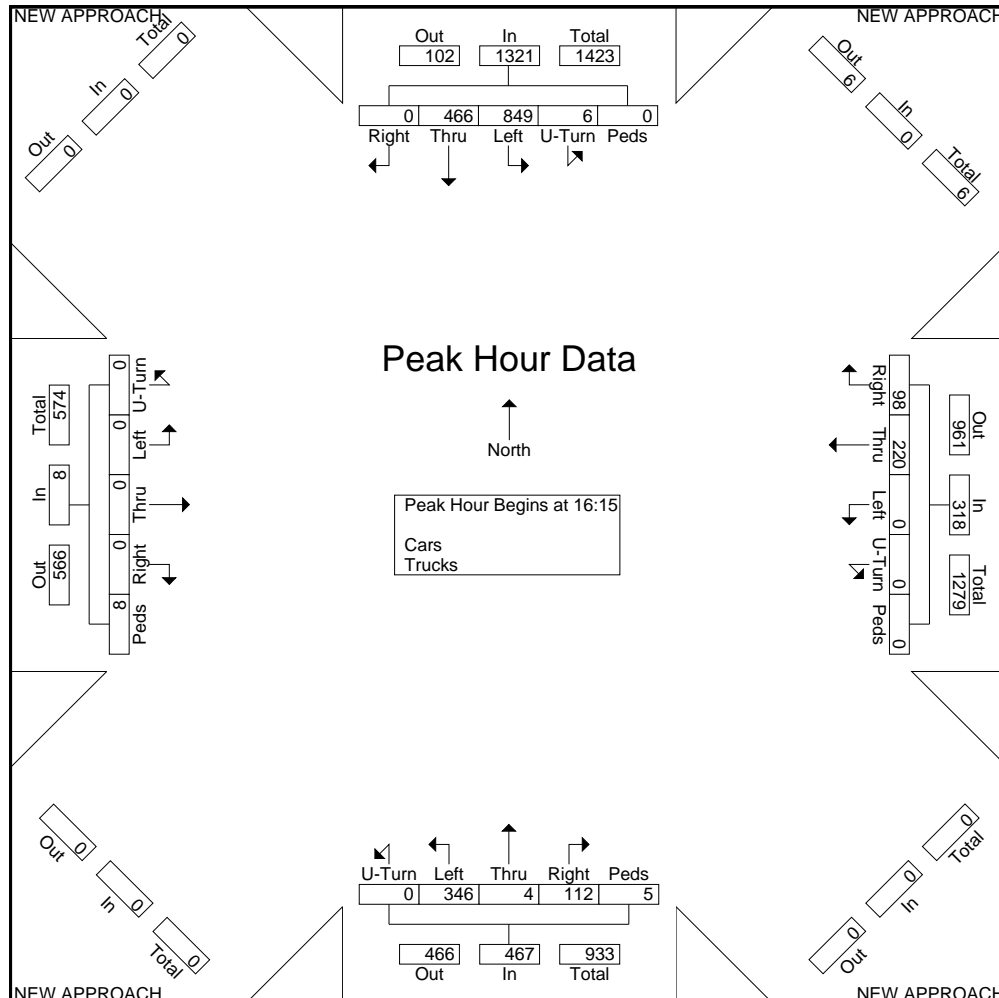 NEW APPROACH
NEW APPROACH
Total
0
In
0
Out
0
Out In Total
102 1321 1423
0 466 849 6 0
Right Thru Left U-Turn Peds
Out
6
In
0
Total
6
Peak Hour Data
North
Peak Hour Begins at 16:15
Cars
Trucks
Total
574
In
8
Out
566
0 U-Turn
0 Left
0 Thru
0 Right
8 Peds
Right 98
Thru 220
Left 0
U-Turn 0
Peds 0
Out
961
In
318
Total
1279
Out
0
In
0
Total
0
U-Turn Left Thru Right Peds
0 346 4 112 5
466 467 933
Out In Total
Total
0
In
0
Out
0
NEW APPROACH
NEW APPROACH